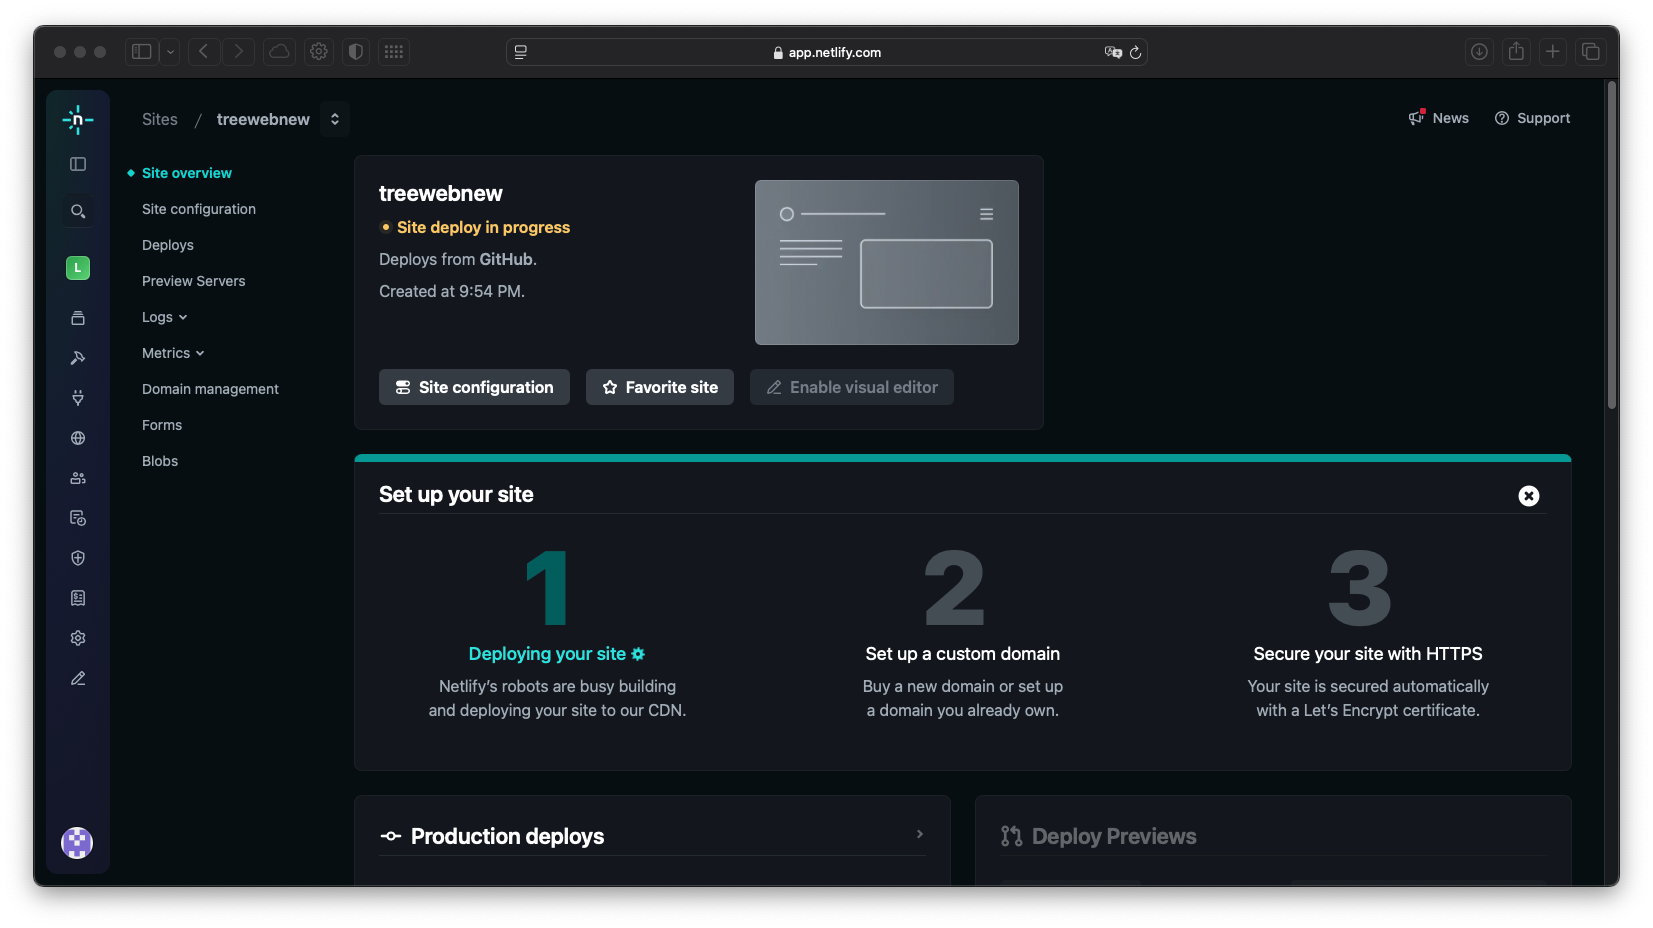 app.netlify.com
Sites / treewebnew
News
Support
Site overview
Site configuration
Deploys
Preview Servers
Logs
Metrics
Domain management
Forms
Blobs
L
treewebnew
Site deploy in progress
Deploys from GitHub.
Created at 9:54 PM.
Site configuration
Favorite site
Enable visual editor
Set up your site
1
Deploying your site
Netlify’s robots are busy building
and deploying your site to our CDN.
2
Set up a custom domain
Buy a new domain or set up
a domain you already own.
3
Secure your site with HTTPS
Your site is secured automatically
with a Let’s Encrypt certificate.
Production deploys
Deploy Previews